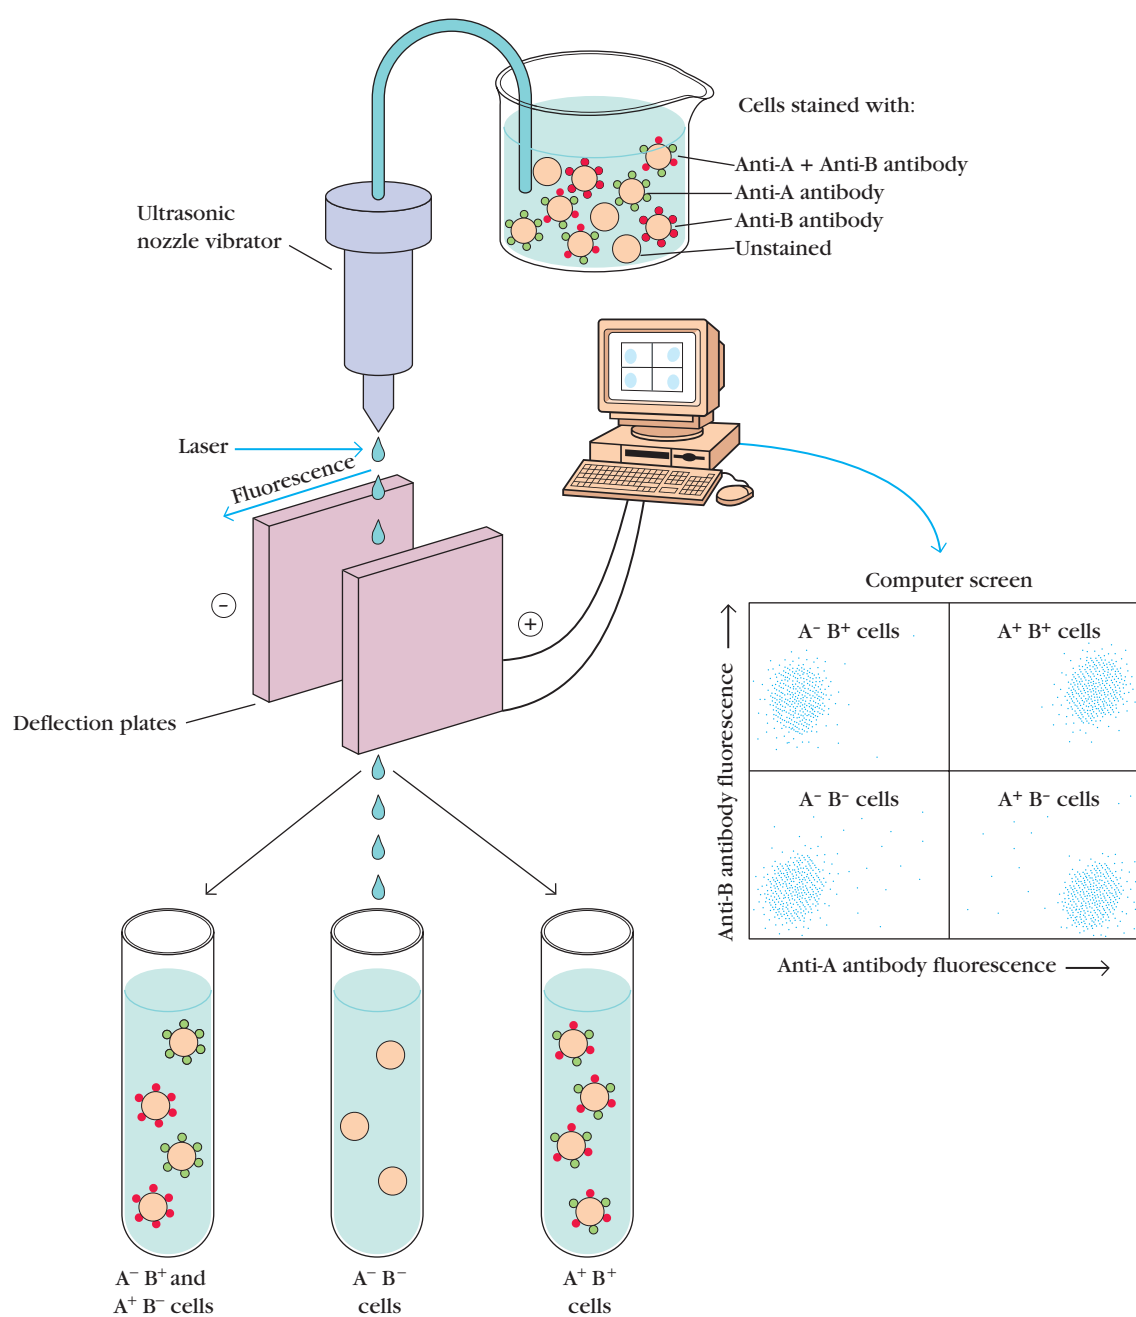 Cells stained with:
Anti-A + Anti-B antibody
Anti-A antibody
Anti-B antibody
Unstained
Ultrasonic
nozzle vibrator
Laser
Fluorescence
−
+
Deflection plates
Computer screen
A⁻ B⁺ cells
A⁺ B⁺ cells
A⁻ B⁻ cells
A⁺ B⁻ cells
Anti-B antibody fluorescence
Anti-A antibody fluorescence
A⁻ B⁺ and
A⁺ B⁻ cells
A⁻ B⁻
cells
A⁺ B⁺
cells